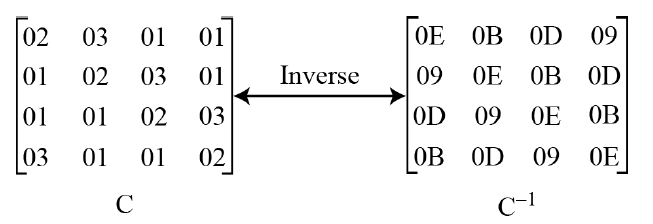 02 03 01 01 0E 0B 0D 09
01 02 03 01 Inverse 09 0E 0B 0D
01 01 02 03 0D 09 0E 0B
03 01 01 02 0B 0D 09 0E
C C⁻¹